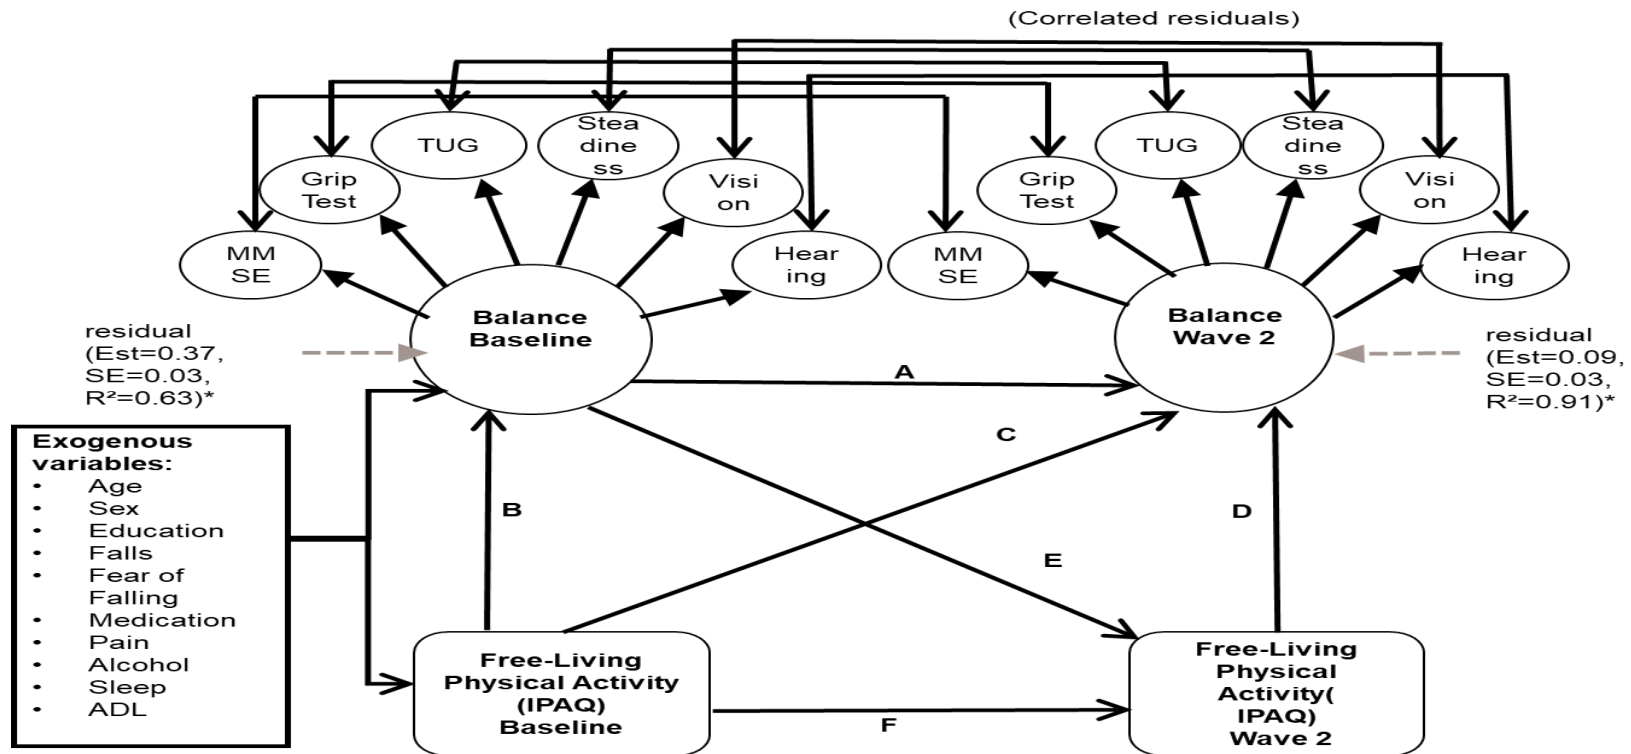 (Correlated residuals)
TUG
Stea
dine
ss
Grip
Test
Visi
on
MM
SE
Hear
ing
TUG
Stea
dine
ss
Grip
Test
Visi
on
MM
SE
Hear
ing
Balance
Baseline
Balance
Wave 2
residual
(Est=0.37,
SE=0.03,
R²=0.63)*
residual
(Est=0.09,
SE=0.03,
R²=0.91)*
A
C
B
D
E
F
Exogenous
variables:
• Age
• Sex
• Education
• Falls
• Fear of
Falling
• Medication
• Pain
• Alcohol
• Sleep
• ADL
Free-Living
Physical Activity
(IPAQ)
Baseline
Free-Living
Physical
Activity(
IPAQ)
Wave 2